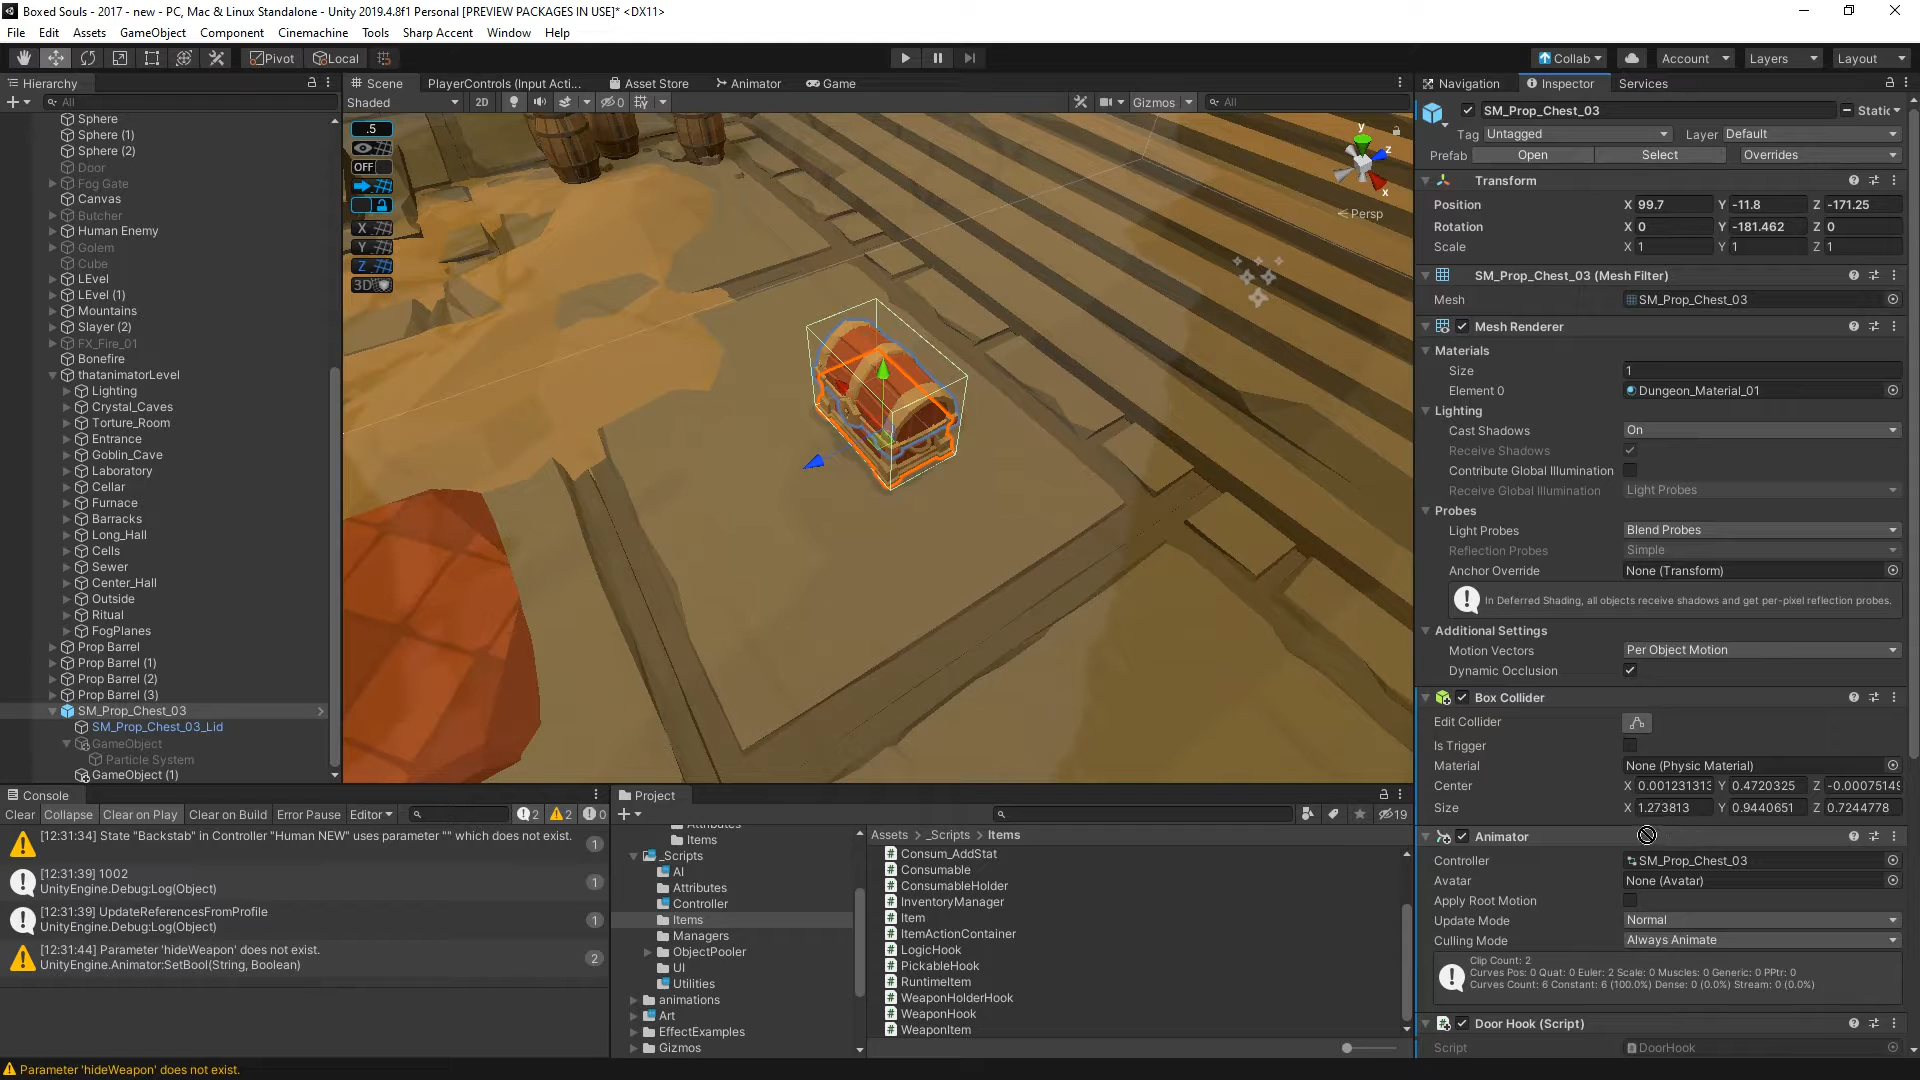 Boxed Souls - 2017 - new - PC, Mac & Linux Standalone - Unity 2019.4.8f1 Personal [PREVIEW PACKAGES IN USE]* <DX11>
File Edit Assets GameObject Component Cinemachine Tools Sharp Accent Window Help
Pivot Local Collab Account Layers Layout
Hierarchy
All
Sphere
Sphere (1)
Sphere (2)
Door
Fog Gate
Canvas
Butcher
Human Enemy
Golem
Cube
LEvel
LEvel (1)
Mountains
Slayer (2)
FX_Fire_01
Bonefire
thatanimatorLevel
Lighting
Crystal_Caves
Torture_Room
Entrance
Goblin_Cave
Laboratory
Cellar
Furnace
Barracks
Long_Hall
Cells
Sewer
Center_Hall
Outside
Ritual
FogPlanes
Prop Barrel
Prop Barrel (1)
Prop Barrel (2)
Prop Barrel (3)
SM_Prop_Chest_03
SM_Prop_Chest_03_Lid
GameObject
Particle System
GameObject (1)
Scene PlayerControls (Input Acti... Asset Store Animator Game
Shaded 2D 0 Gizmos All
.5
OFF
X
Y
Z
3D
y
z
x
Persp
Navigation Inspector Services
SM_Prop_Chest_03 Static
Tag Untagged Layer Default
Prefab Open Select Overrides
Transform
Position X 99.7 Y -11.8 Z -171.25
Rotation X 0 Y -181.462 Z 0
Scale X 1 Y 1 Z 1
SM_Prop_Chest_03 (Mesh Filter)
Mesh SM_Prop_Chest_03
Mesh Renderer
Materials
Size 1
Element 0 Dungeon_Material_01
Lighting
Cast Shadows On
Receive Shadows
Contribute Global Illumination
Receive Global Illumination Light Probes
Probes
Light Probes Blend Probes
Reflection Probes Simple
Anchor Override None (Transform)
In Deferred Shading, all objects receive shadows and get per-pixel reflection probes.
Additional Settings
Motion Vectors Per Object Motion
Dynamic Occlusion
Box Collider
Edit Collider
Is Trigger
Material None (Physic Material)
Center X 0.001231313 Y 0.4720325 Z -0.00075149
Size X 1.273813 Y 0.9440651 Z 0.7244778
Animator
Controller SM_Prop_Chest_03
Avatar None (Avatar)
Apply Root Motion
Update Mode Normal
Culling Mode Always Animate
Clip Count: 2
Curves Pos: 0 Quat: 0 Euler: 2 Scale: 0 Muscles: 0 Generic: 0 PPtr: 0
Curves Count: 6 Constant: 6 (100.0%) Dense: 0 (0.0%) Stream: 0 (0.0%)
Door Hook (Script)
Script DoorHook
Console
Clear Collapse Clear on Play Clear on Build Error Pause Editor 2 2 0
[12:31:34] State "Backstab" in Controller "Human NEW" uses parameter "" which does not exist.
1
[12:31:39] 1002
UnityEngine.Debug:Log(Object)
1
[12:31:39] UpdateReferencesFromProfile
UnityEngine.Debug:Log(Object)
1
[12:31:44] Parameter 'hideWeapon' does not exist.
UnityEngine.Animator:SetBool(String, Boolean)
2
Project
19
Attributes
Items
_Scripts
AI
Attributes
Controller
Items
Managers
ObjectPooler
UI
Utilities
animations
Art
EffectExamples
Gizmos
Assets > _Scripts > Items
Consum_AddStat
Consumable
ConsumableHolder
InventoryManager
Item
ItemActionContainer
LogicHook
PickableHook
RuntimeItem
WeaponHolderHook
WeaponHook
WeaponItem
Parameter 'hideWeapon' does not exist.